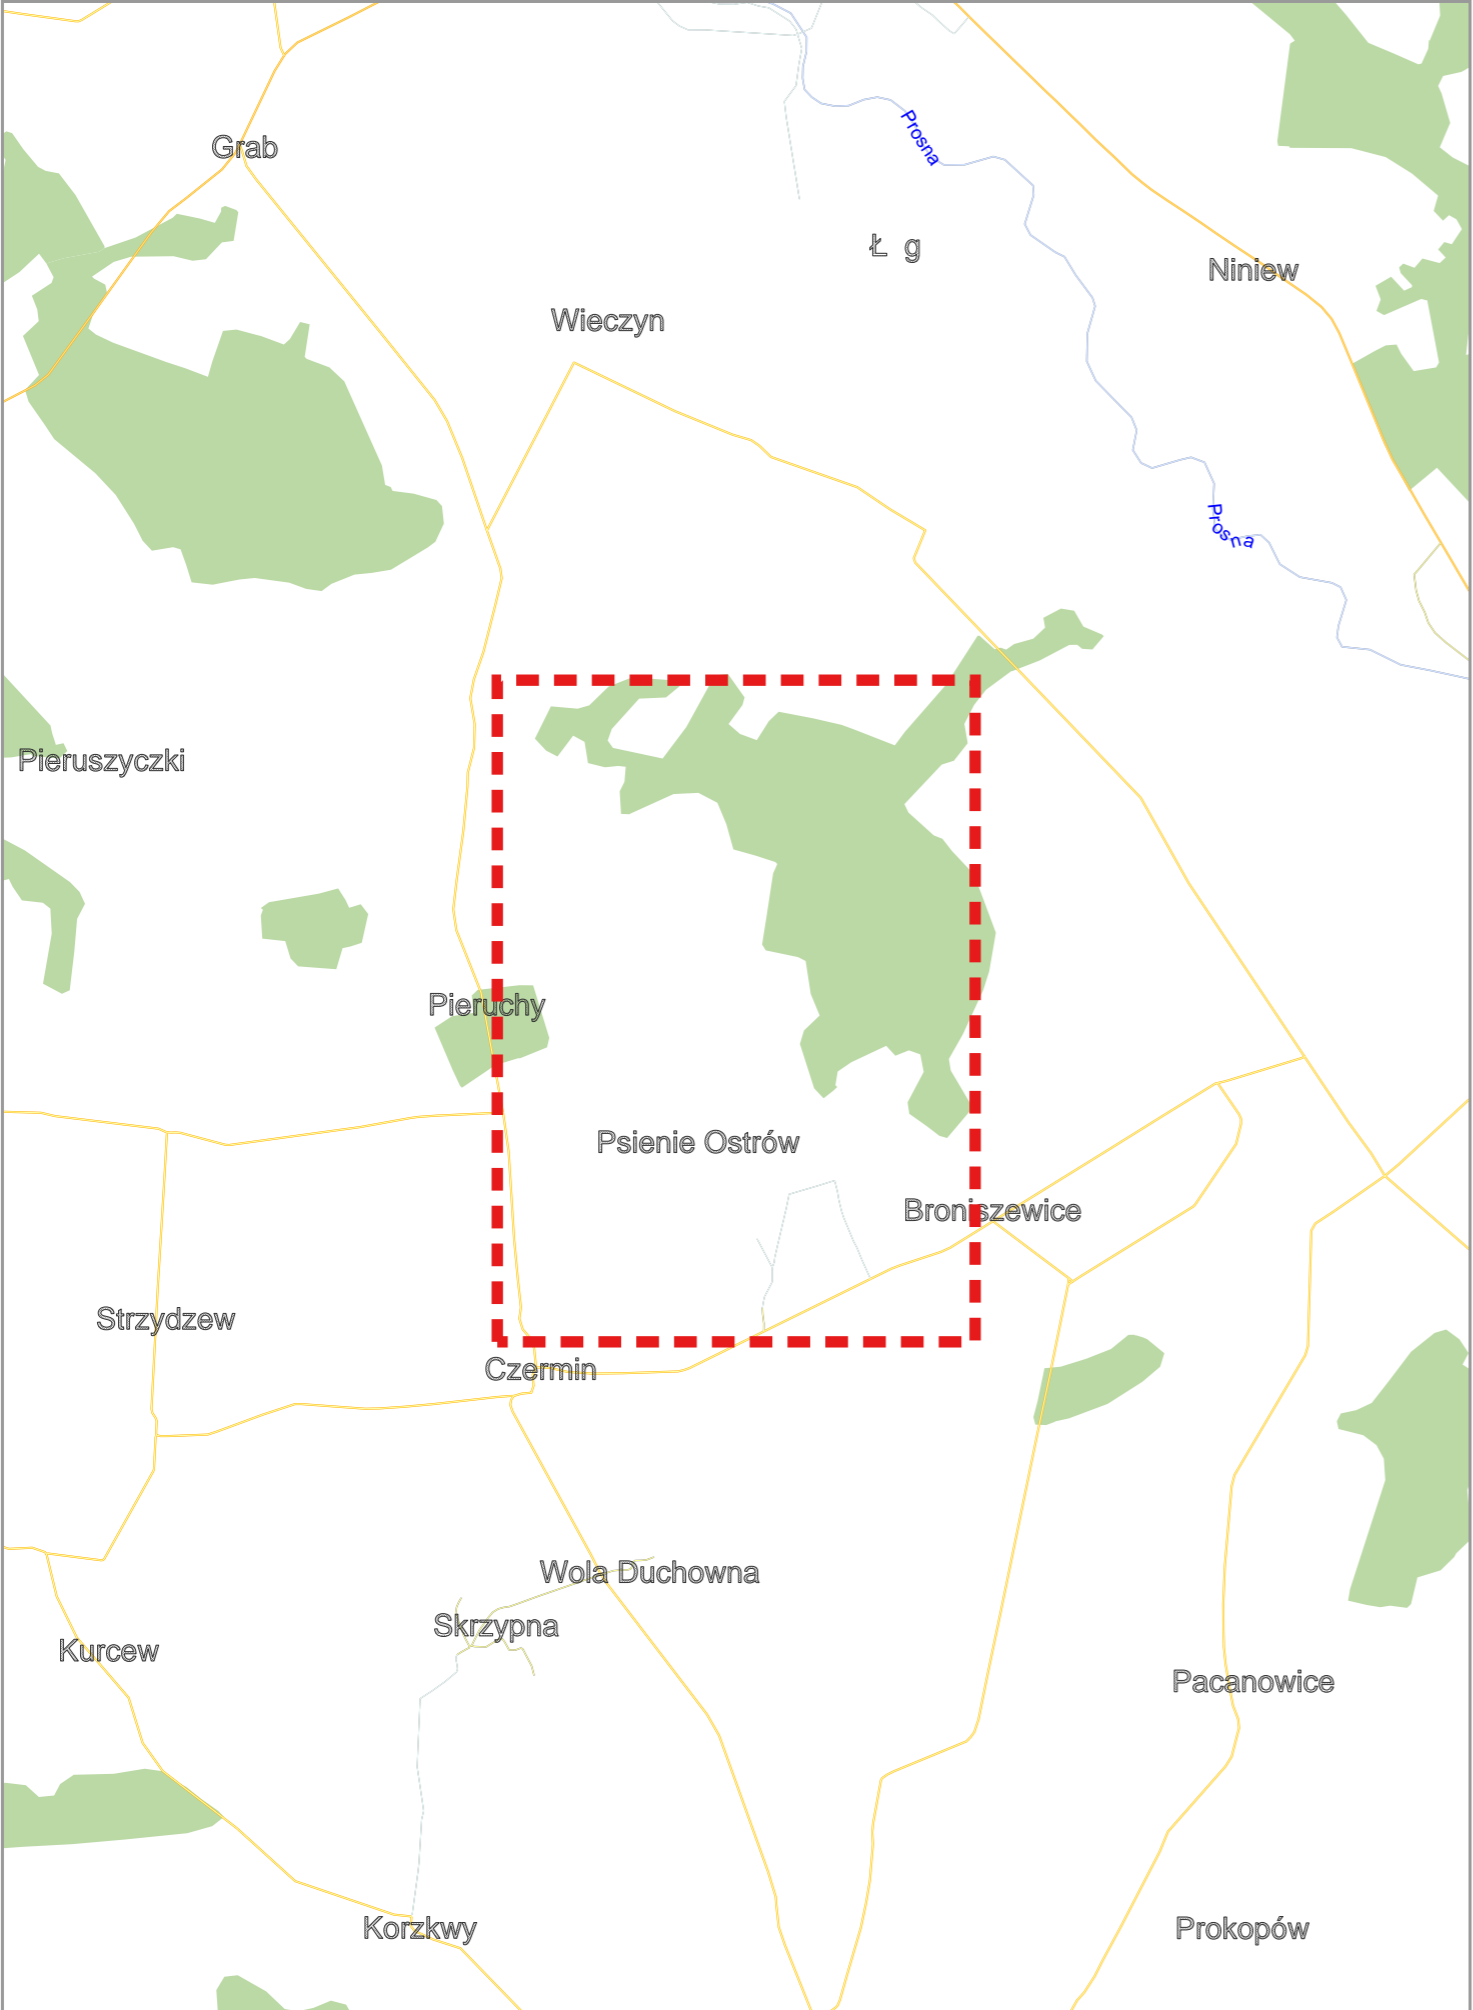 Prosna
Grab
Ł g
Niniew
Wieczyn
Prosna
Pieruszyczki
Pieruchy
Psienie Ostrów
Broniszewice
Strzydzew
Czermin
Wola Duchowna
Skrzypna
Kurcew
Pacanowice
Korzkwy
Prokopów